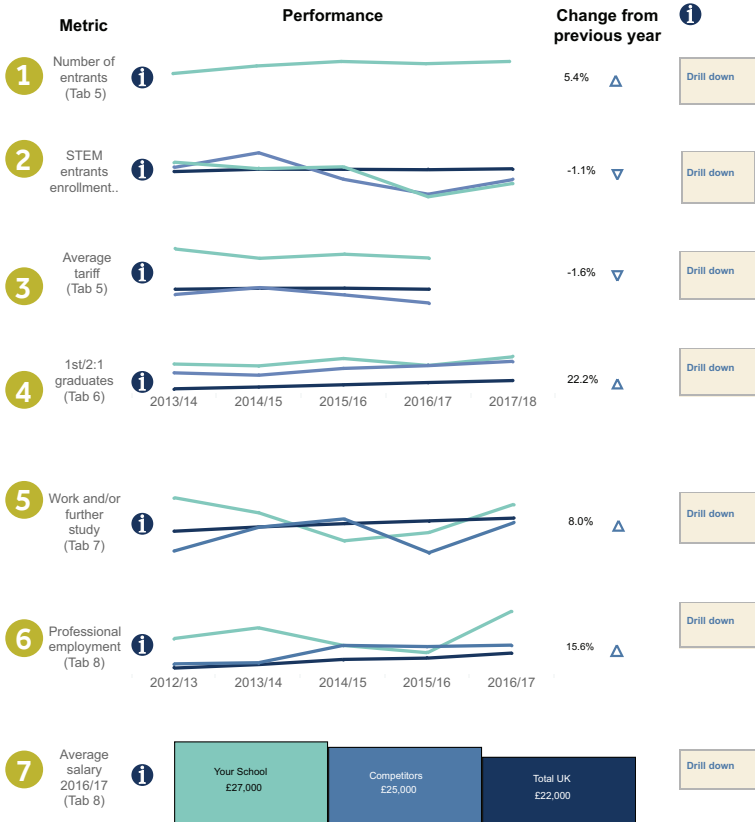 Metric
Performance
Change from
previous year
i
1
Number of
entrants
(Tab 5)
i
5.4%
Drill down
2
STEM
entrants
enrollment..
i
-1.1%
Drill down
3
Average
tariff
(Tab 5)
i
-1.6%
Drill down
4
1st/2:1
graduates
(Tab 6)
i
22.2%
Drill down
2013/14 2014/15 2015/16 2016/17 2017/18
5
Work and/or
further
study
(Tab 7)
i
8.0%
Drill down
6
Professional
employment
(Tab 8)
i
15.6%
Drill down
2012/13 2013/14 2014/15 2015/16 2016/17
7
Average
salary
2016/17
(Tab 8)
i
Your School
£27,000
Competitors
£25,000
Total UK
£22,000
Drill down